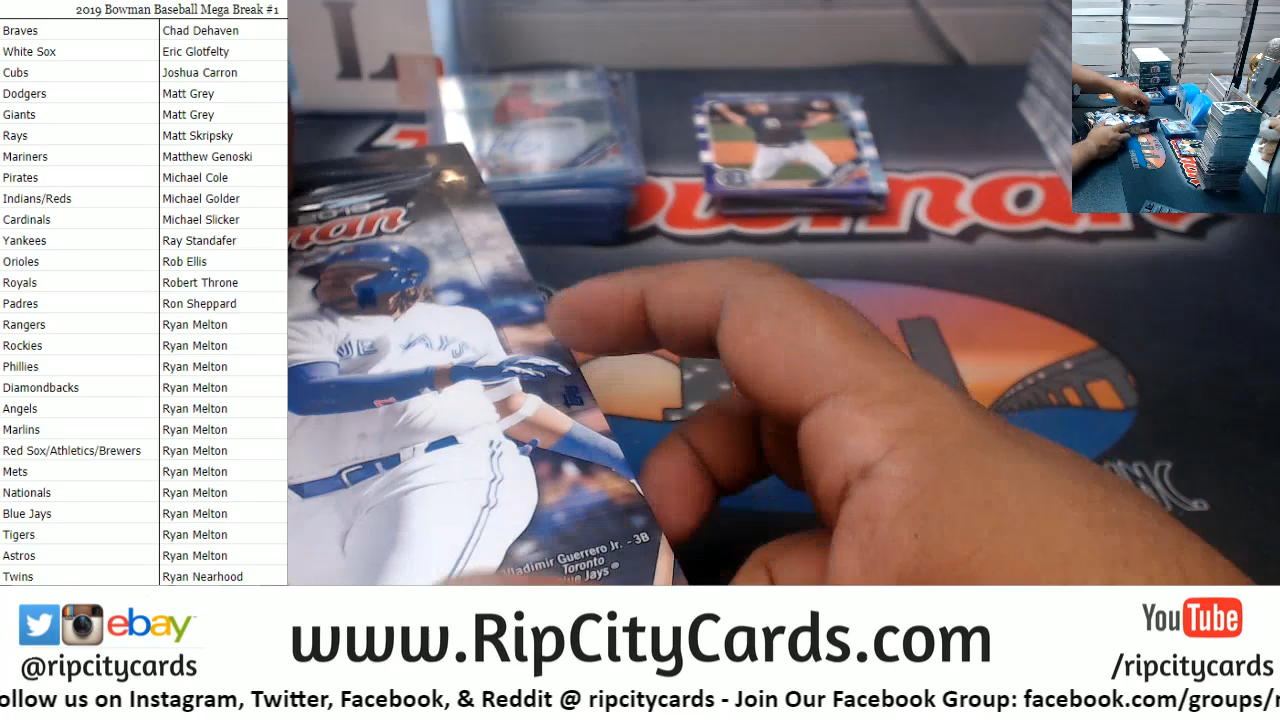 2019 Bowman Baseball Mega Break #1
Braves Chad Dehaven
White Sox Eric Glotfelty
Cubs Joshua Carron
Dodgers Matt Grey
Giants Matt Grey
Rays Matt Skripsky
Mariners Matthew Genoski
Pirates Michael Cole
Indians/Reds Michael Golder
Cardinals Michael Slicker
Yankees Ray Standafer
Orioles Rob Ellis
Royals Robert Throne
Padres Ron Sheppard
Rangers Ryan Melton
Rockies Ryan Melton
Phillies Ryan Melton
Diamondbacks Ryan Melton
Angels Ryan Melton
Marlins Ryan Melton
Red Sox/Athletics/Brewers Ryan Melton
Mets Ryan Melton
Nationals Ryan Melton
Blue Jays Ryan Melton
Tigers Ryan Melton
Astros Ryan Melton
Twins Ryan Nearhood
2019
Vladimir Guerrero Jr. - 3B
Toronto
Blue Jays
ebay
@ripcitycards
www.RipCityCards.com
YouTube
/ripcitycards
ollow us on Instagram, Twitter, Facebook, & Reddit @ ripcitycards - Join Our Facebook Group: facebook.com/groups/